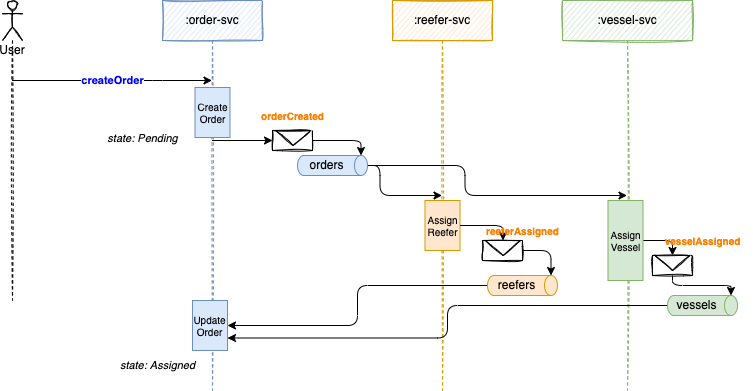 :order-svc
:reefer-svc
:vessel-svc
User
createOrder
Create
Order
orderCreated
state: Pending
orders
Assign
Reefer
reeferAssigned
Assign
Vessel
vesselAssigned
reefers
vessels
Update
Order
state: Assigned